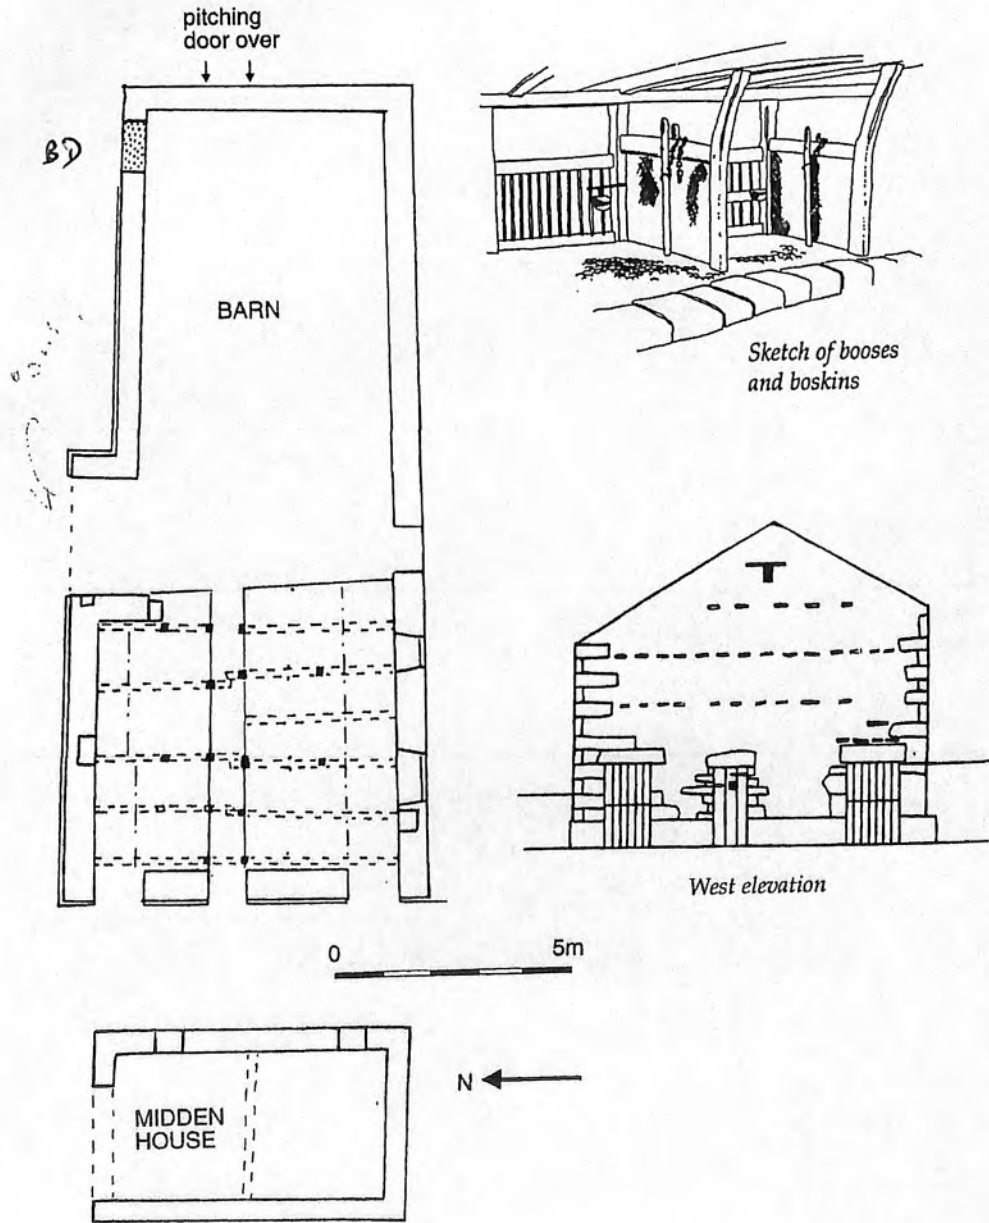 pitching
door over
BD
BARN
Sketch of booses
and boskins
West elevation
0 5m
N
MIDDEN
HOUSE